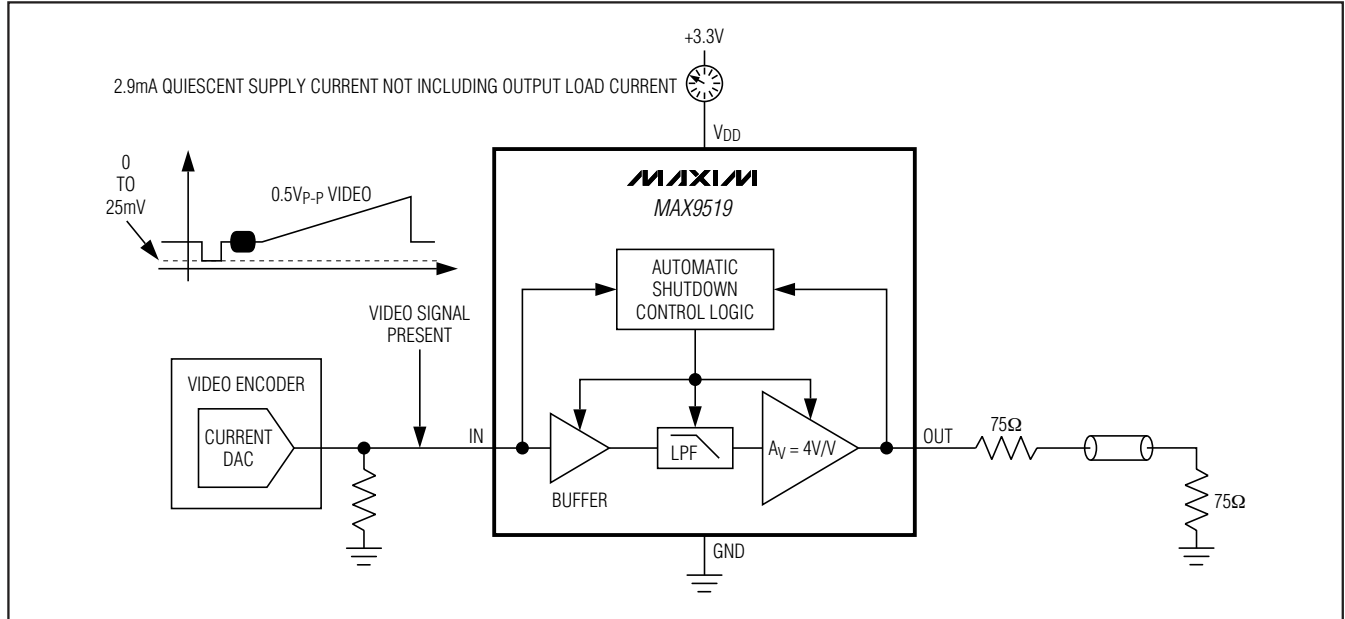 +3.3V
2.9mA QUIESCENT SUPPLY CURRENT NOT INCLUDING OUTPUT LOAD CURRENT
VDD
0
TO
25mV
0.5VP-P VIDEO
MAXIM
MAX9519
AUTOMATIC
SHUTDOWN
CONTROL LOGIC
VIDEO SIGNAL
PRESENT
VIDEO ENCODER
CURRENT
DAC
IN
BUFFER
LPF
AV = 4V/V
OUT
75Ω
75Ω
GND